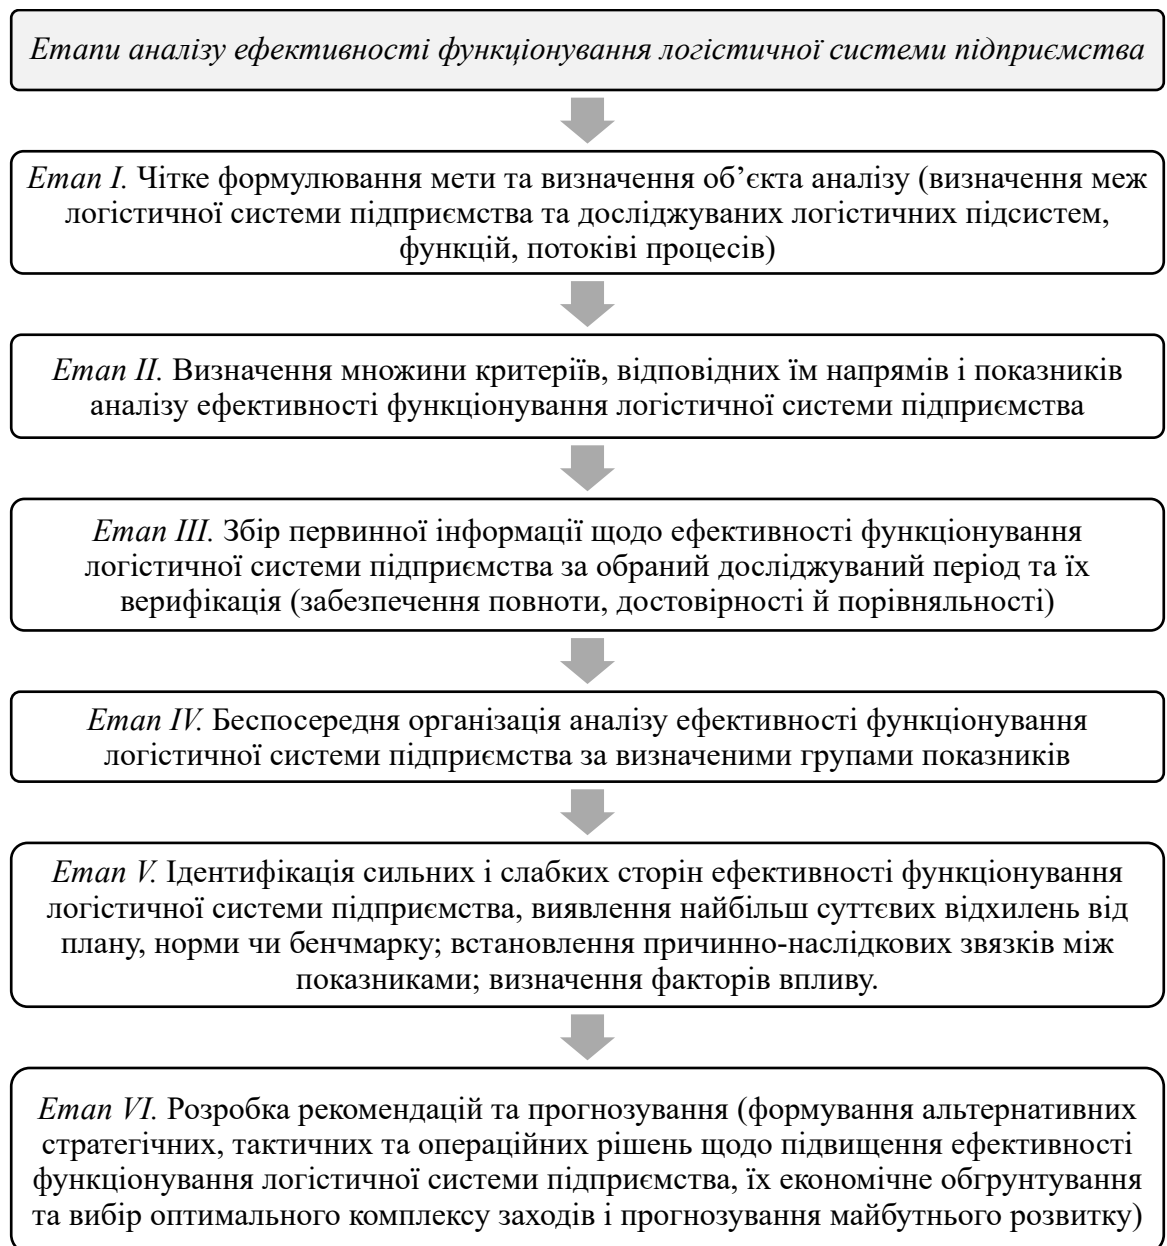 Етапи аналізу ефективності функціонування логістичної системи підприємства
Етап I. Чітке формулювання мети та визначення об’єкта аналізу (визначення меж
логістичної системи підприємства та досліджуваних логістичних підсистем,
функцій, потоківі процесів)
Етап II. Визначення множини критеріїв, відповідних їм напрямів і показників
аналізу ефективності функціонування логістичної системи підприємства
Етап III. Збір первинної інформації щодо ефективності функціонування
логістичної системи підприємства за обраний досліджуваний період та їх
верифікація (забезпечення повноти, достовірності й порівняльності)
Етап IV. Беспосередня організація аналізу ефективності функціонування
логістичної системи підприємства за визначеними групами показників
Етап V. Ідентифікація сильних і слабких сторін ефективності функціонування
логістичної системи підприємства, виявлення найбільш суттєвих відхилень від
плану, норми чи бенчмарку; встановлення причинно-наслідкових звязків між
показниками; визначення факторів впливу.
Етап VI. Розробка рекомендацій та прогнозування (формування альтернативних
стратегічних, тактичних та операційних рішень щодо підвищення ефективності
функціонування логістичної системи підприємства, їх економічне обгрунтування
та вибір оптимального комплексу заходів і прогнозування майбутнього розвитку)